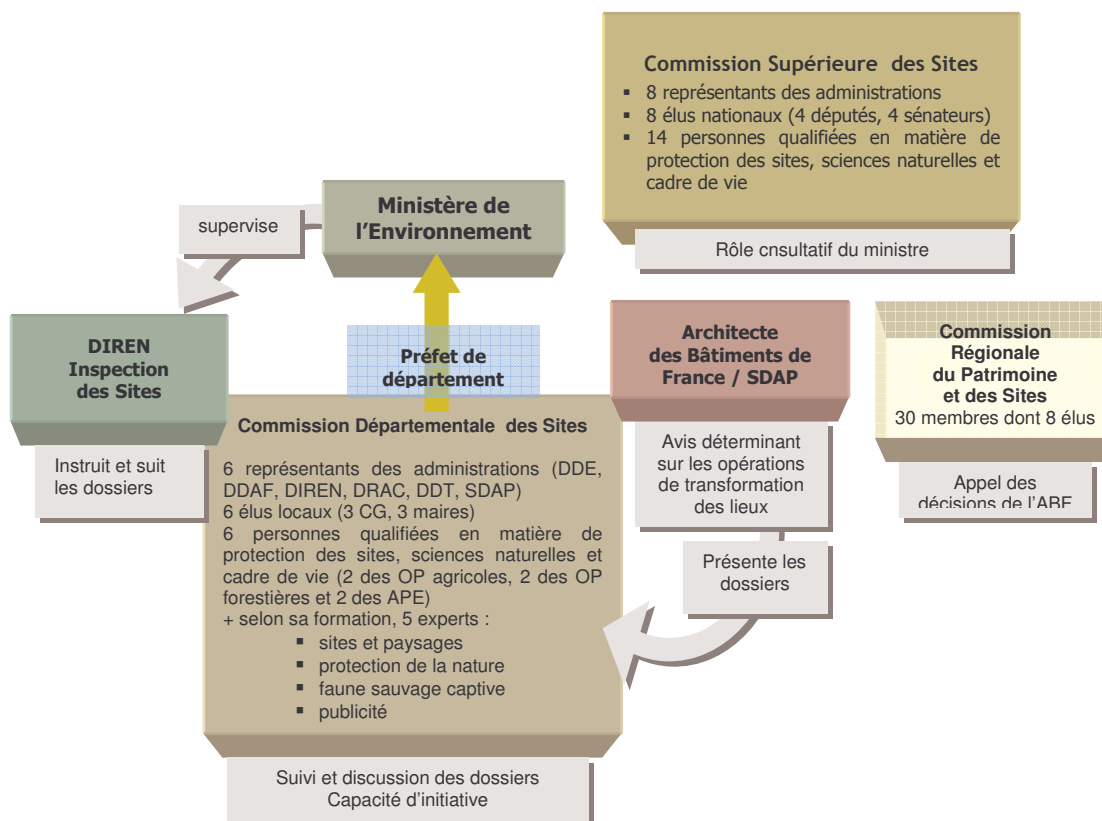 Commission Supérieure des Sites
▪ 8 représentants des administrations
▪ 8 élus nationaux (4 députés, 4 sénateurs)
▪ 14 personnes qualifiées en matière de
protection des sites, sciences naturelles et
cadre de vie
Rôle cnsultatif du ministre
Ministère de
l'Environnement
supervise
DIREN
Inspection
des Sites
Instruit et suit
les dossiers
Préfet de
département
Architecte
des Bâtiments de
France / SDAP
Avis déterminant
sur les opérations
de transformation
des lieux
Présente les
dossiers
Commission
Régionale
du Patrimoine
et des Sites
30 membres dont 8 élus
Appel des
décisions de l'ABF
Commission Départementale des Sites
6 représentants des administrations (DDE,
DDAF, DIREN, DRAC, DDT, SDAP)
6 élus locaux (3 CG, 3 maires)
6 personnes qualifiées en matière de
protection des sites, sciences naturelles et
cadre de vie (2 des OP agricoles, 2 des OP
forestières et 2 des APE)
+ selon sa formation, 5 experts :
▪ sites et paysages
▪ protection de la nature
▪ faune sauvage captive
▪ publicité
Suivi et discussion des dossiers
Capacité d'initiative